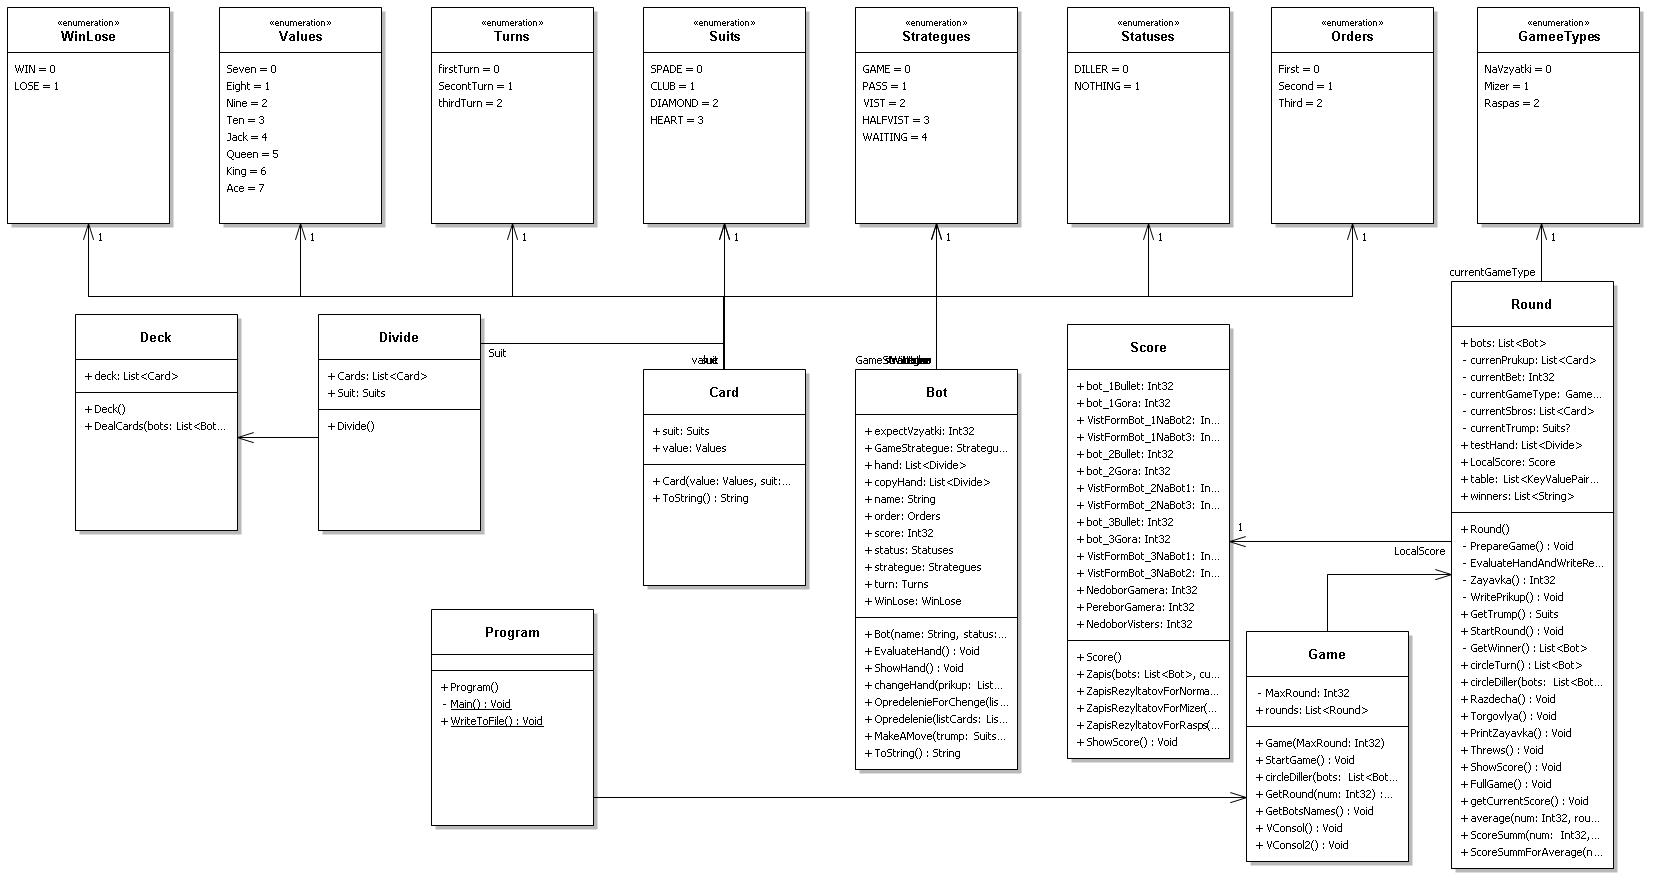 «enumeration»
WinLose
WIN = 0
LOSE = 1
«enumeration»
Values
Seven = 0
Eight = 1
Nine = 2
Ten = 3
Jack = 4
Queen = 5
King = 6
Ace = 7
«enumeration»
Turns
firstTurn = 0
SecontTurn = 1
thirdTurn = 2
«enumeration»
Suits
SPADE = 0
CLUB = 1
DIAMOND = 2
HEART = 3
«enumeration»
Strategues
GAME = 0
PASS = 1
VIST = 2
HALFVIST = 3
WAITING = 4
«enumeration»
Statuses
DILLER = 0
NOTHING = 1
«enumeration»
Orders
First = 0
Second = 1
Third = 2
«enumeration»
GameeTypes
NaVzyatki = 0
Mizer = 1
Raspas = 2
1
1
1
1
1
1
1
1
currentGameType
Deck
+ deck: List<Card>
+ Deck()
+ DealCards(bots: List<Bot...
Divide
+ Cards: List<Card>
+ Suit: Suits
+ Divide()
Suit
Card
+ suit: Suits
+ value: Values
+ Card(value: Values, suit:...
+ ToString() : String
Bot
+ expectVzyatki: Int32
+ GameStrategue: Strategu...
+ hand: List<Divide>
+ copyHand: List<Divide>
+ name: String
+ order: Orders
+ score: Int32
+ status: Statuses
+ strategue: Strategues
+ turn: Turns
+ WinLose: WinLose
+ Bot(name: String, status:...
+ EvaluateHand() : Void
+ ShowHand() : Void
+ changeHand(prikup: List...
+ OpredelenieForChenge(lis...
+ Opredelenie(listCards: Lis...
+ MakeAMove(trump: Suits...
+ ToString() : String
Score
+ bot_1Bullet: Int32
+ bot_1Gora: Int32
+ VistFormBot_1NaBot2: In...
+ VistFormBot_1NaBot3: In...
+ bot_2Bullet: Int32
+ bot_2Gora: Int32
+ VistFormBot_2NaBot1: In...
+ VistFormBot_2NaBot3: In...
+ bot_3Bullet: Int32
+ bot_3Gora: Int32
+ VistFormBot_3NaBot1: In...
+ VistFormBot_3NaBot2: In...
+ NedoborGamera: Int32
+ PereborGamera: Int32
+ NedoborVisters: Int32
+ Score()
+ Zapis(bots: List<Bot>, cu...
+ ZapisRezyltatovForNorma...
+ ZapisRezyltatovForMizer(...
+ ZapisRezyltatovForRasps(...
+ ShowScore() : Void
Round
+ bots: List<Bot>
- currenPrukup: List<Card>
- currentBet: Int32
- currentGameType: Game...
- currentSbros: List<Card>
- currentTrump: Suits?
+ testHand: List<Divide>
+ LocalScore: Score
+ table: List<KeyValuePair...
+ winners: List<String>
+ Round()
- PrepareGame() : Void
- EvaluateHandAndWriteRe...
- Zayavka() : Int32
- WritePrikup() : Void
+ GetTrump() : Suits
+ StartRound() : Void
- GetWinner() : List<Bot>
+ circleTurn() : List<Bot>
+ circleDiller(bots: List<Bot...
+ Razdecha() : Void
+ Torgovlya() : Void
+ PrintZayavka() : Void
+ Threws() : Void
+ ShowScore() : Void
+ FullGame() : Void
+ getCurrentScore() : Void
+ average(num: Int32, rou...
+ ScoreSumm(num: Int32,...
+ ScoreSummForAverage(n...
1
LocalScore
Program
+ Program()
- Main() : Void
+ WriteToFile() : Void
Game
- MaxRound: Int32
+ rounds: List<Round>
+ Game(MaxRound: Int32)
+ StartGame() : Void
+ circleDiller(bots: List<Bot...
+ GetRound(num: Int32) :...
+ GetBotsNames() : Void
+ VConsol() : Void
+ VConsol2() : Void